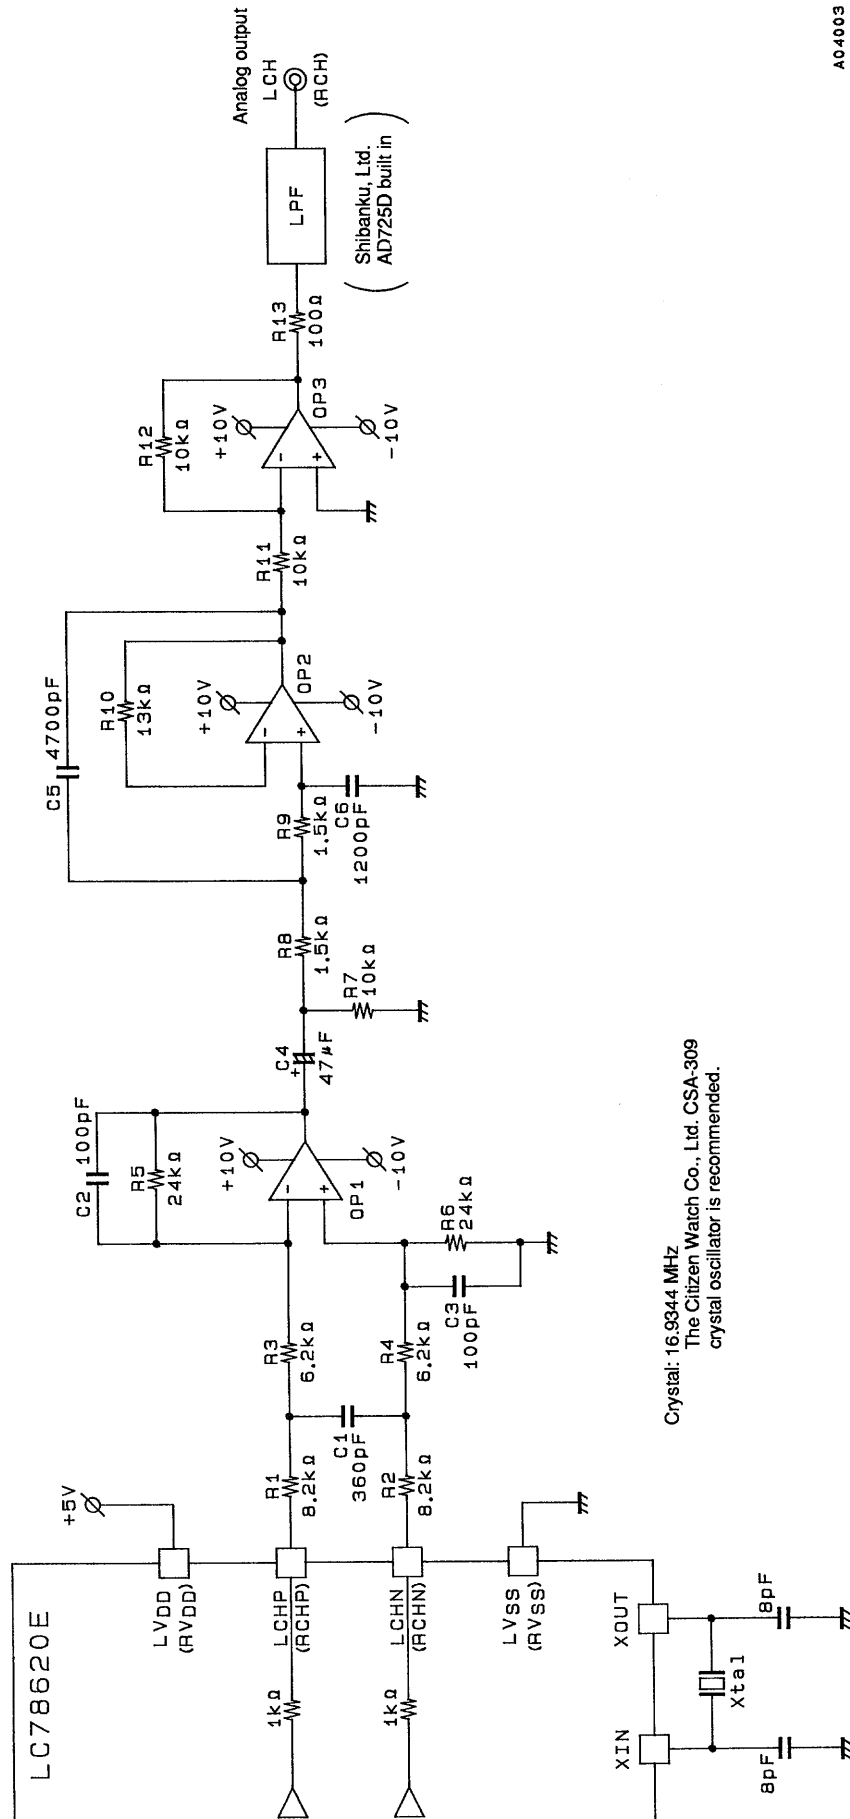 LC78620E
+5V
LVDD
(RVDD)
LCHP
(RCHP)
1kΩ
LCHN
(RCHN)
1kΩ
LVSS
(RVSS)
XOUT
XIN
Xtal
8pF
8pF
R1
8.2kΩ
C1
360pF
R2
8.2kΩ
R3
6.2kΩ
R4
6.2kΩ
C3
100pF
R6
24kΩ
C2 100pF
R5
24kΩ
+10V
-10V
OP1
C4
+
47μF
R7
10kΩ
R8
1.5kΩ
R9
1.5kΩ
C6
1200pF
C5 4700pF
R10
13kΩ
+10V
-10V
-
+
OP2
R11
10kΩ
R12
10kΩ
+10V
-10V
-
+
OP3
R13
100Ω
LPF
(Shibanku, Ltd.
AD725D built in)
Analog output
LCH
(RCH)
Crystal: 16.9344 MHz
The Citizen Watch Co., Ltd. CSA-309
crystal oscillator is recommended.
A04003